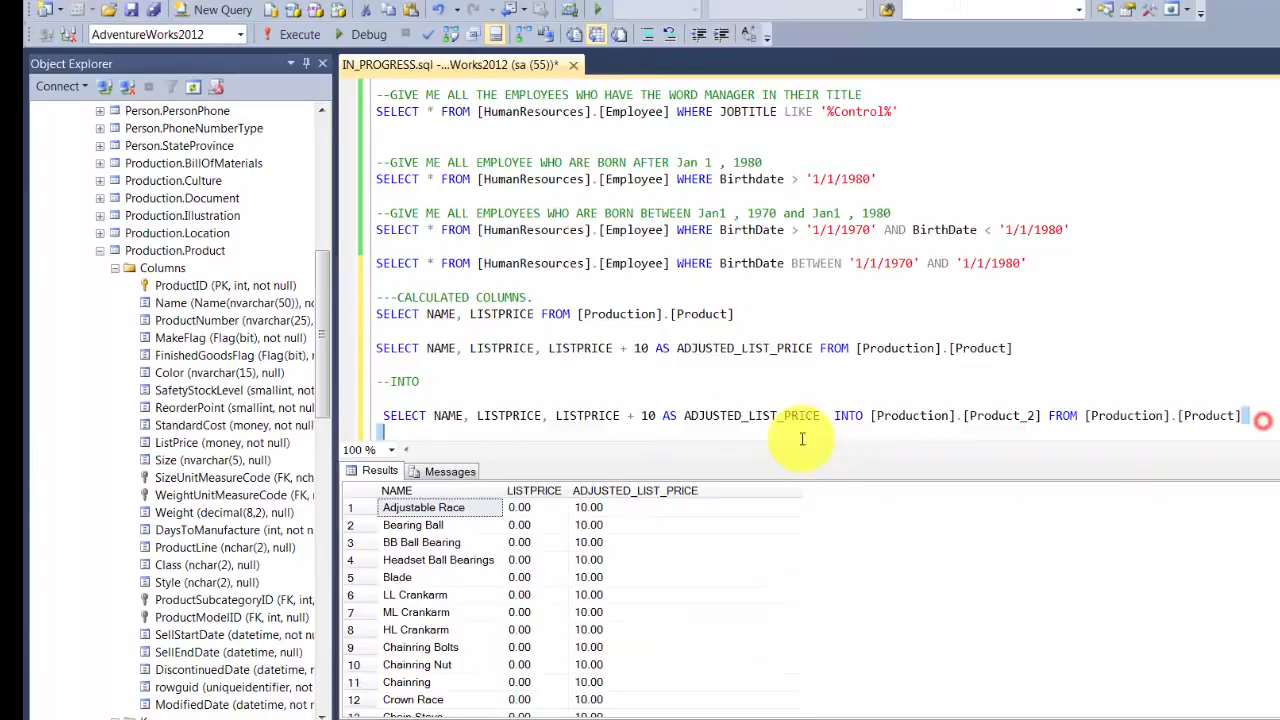 New Query
AdventureWorks2012
Execute
Debug
Object Explorer
Connect
Person.PersonPhone
Person.PhoneNumberType
Person.StateProvince
Production.BillOfMaterials
Production.Culture
Production.Document
Production.Illustration
Production.Location
Production.Product
Columns
ProductID (PK, int, not null)
Name (Name(nvarchar(50)), no
ProductNumber (nvarchar(25),
MakeFlag (Flag(bit), not null)
FinishedGoodsFlag (Flag(bit),
Color (nvarchar(15), null)
SafetyStockLevel (smallint, not
ReorderPoint (smallint, not null
StandardCost (money, not null)
ListPrice (money, not null)
Size (nvarchar(5), null)
SizeUnitMeasureCode (FK, nch
WeightUnitMeasureCode (FK,
Weight (decimal(8,2), null)
DaysToManufacture (int, not n
ProductLine (nchar(2), null)
Class (nchar(2), null)
Style (nchar(2), null)
ProductSubcategoryID (FK, int,
ProductModelID (FK, int, null)
SellStartDate (datetime, not nu
SellEndDate (datetime, null)
DiscontinuedDate (datetime, n
rowguid (uniqueidentifier, not
ModifiedDate (datetime, not n
IN_PROGRESS.sql -...Works2012 (sa (55))*
--GIVE ME ALL THE EMPLOYEES WHO HAVE THE WORD MANAGER IN THEIR TITLE
SELECT * FROM [HumanResources].[Employee] WHERE JOBTITLE LIKE '%Control%'
--GIVE ME ALL EMPLOYEE WHO ARE BORN AFTER Jan 1 , 1980
SELECT * FROM [HumanResources].[Employee] WHERE Birthdate > '1/1/1980'
--GIVE ME ALL EMPLOYEES WHO ARE BORN BETWEEN Jan1 , 1970 and Jan1 , 1980
SELECT * FROM [HumanResources].[Employee] WHERE BirthDate > '1/1/1970' AND BirthDate < '1/1/1980'
SELECT * FROM [HumanResources].[Employee] WHERE BirthDate BETWEEN '1/1/1970' AND '1/1/1980'
---CALCULATED COLUMNS.
SELECT NAME, LISTPRICE FROM [Production].[Product]
SELECT NAME, LISTPRICE, LISTPRICE + 10 AS ADJUSTED_LIST_PRICE FROM [Production].[Product]
--INTO
SELECT NAME, LISTPRICE, LISTPRICE + 10 AS ADJUSTED_LIST_PRICE INTO [Production].[Product_2] FROM [Production].[Product]
100 %
Results Messages
NAME LISTPRICE ADJUSTED_LIST_PRICE
1 Adjustable Race 0.00 10.00
2 Bearing Ball 0.00 10.00
3 BB Ball Bearing 0.00 10.00
4 Headset Ball Bearings 0.00 10.00
5 Blade 0.00 10.00
6 LL Crankarm 0.00 10.00
7 ML Crankarm 0.00 10.00
8 HL Crankarm 0.00 10.00
9 Chainring Bolts 0.00 10.00
10 Chainring Nut 0.00 10.00
11 Chainring 0.00 10.00
12 Crown Race 0.00 10.00